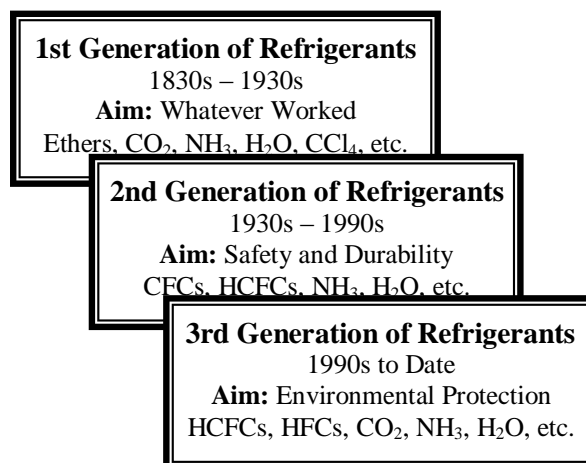 1st Generation of Refrigerants
1830s – 1930s
Aim: Whatever Worked
Ethers, CO₂, NH₃, H₂O, CCl₄, etc.
2nd Generation of Refrigerants
1930s – 1990s
Aim: Safety and Durability
CFCs, HCFCs, NH₃, H₂O, etc.
3rd Generation of Refrigerants
1990s to Date
Aim: Environmental Protection
HCFCs, HFCs, CO₂, NH₃, H₂O, etc.